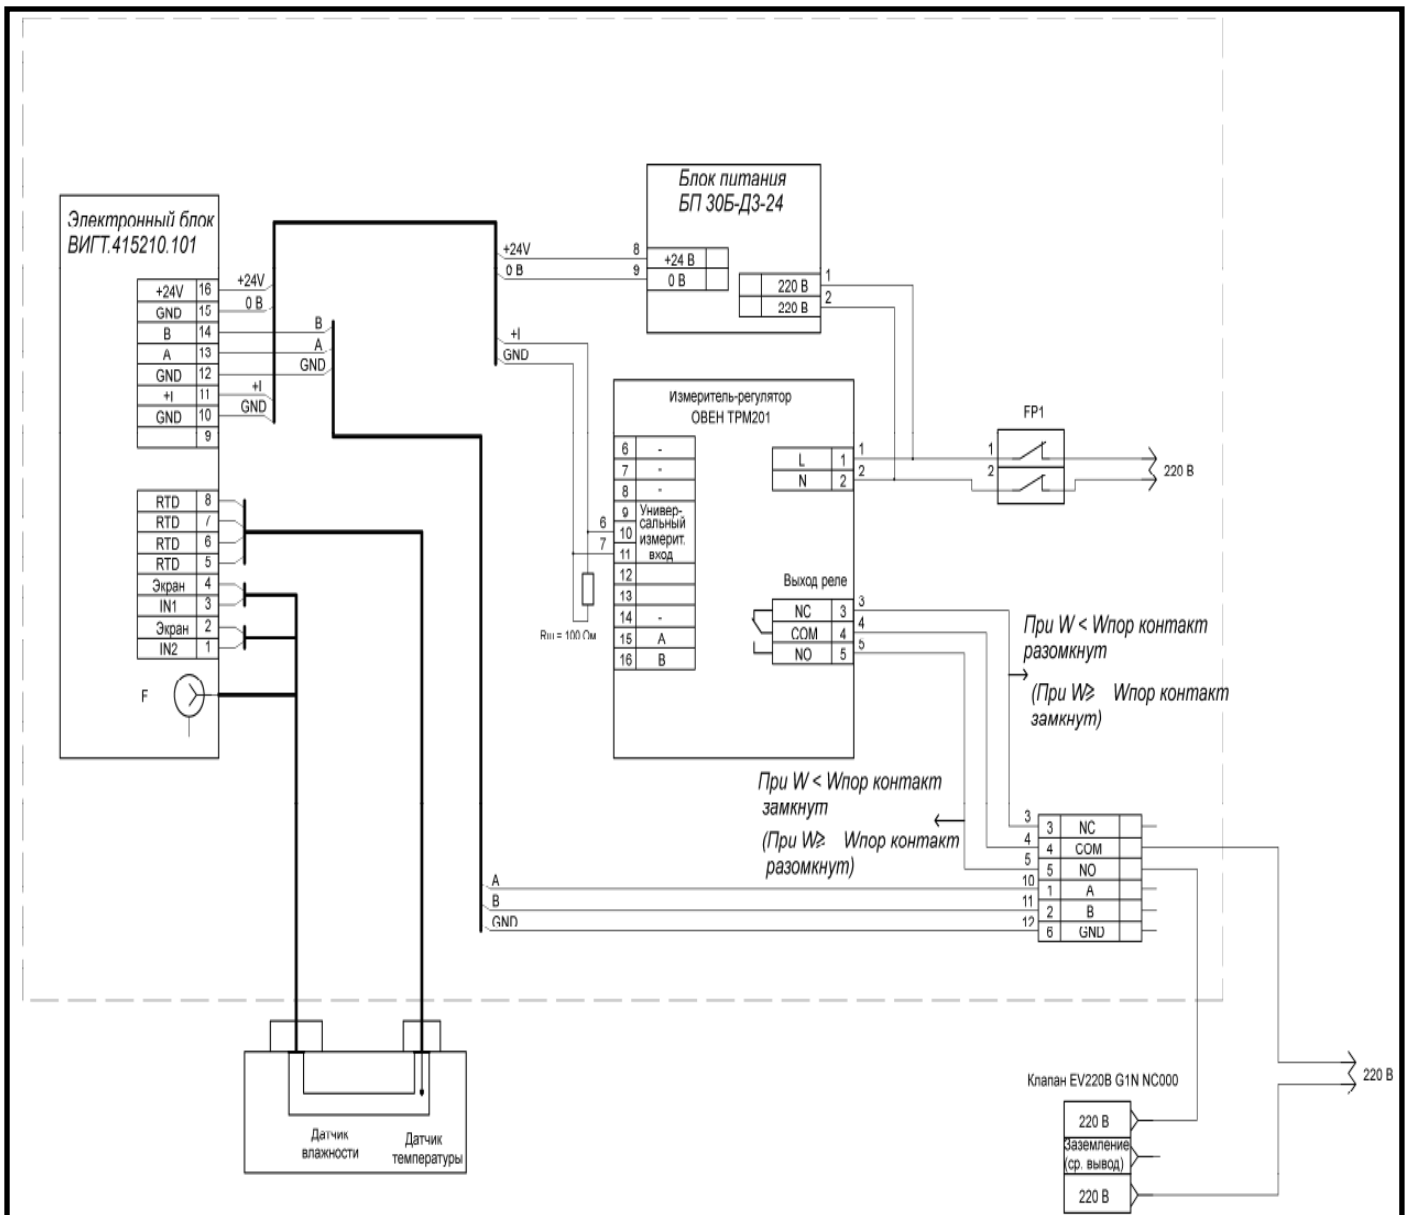 Блок питания
БП 30Б-Д3-24
Электронный блок
ВИГТ.415210.101
+24V 16 +24V
GND 15 0 В
B 14 B
A 13 A
GND 12 GND
+I 11 +I
GND 10 GND
9
+24V 8 +24 В
0 В 9 0 В
220 В 1
220 В 2
+I
GND
Измеритель-регулятор
ОВЕН ТРМ201
6 -
7 -
8 -
9 Универ-
10 сальный
11 измерит.
вход
12
13
14 -
15 A
16 B
6
7
Rш = 100 Ом
L 1 1
N 2 2
FP1
1
2
220 В
RTD 8
RTD 7
RTD 6
RTD 5
Экран 4
IN1 3
Экран 2
IN2 1
F
Выход реле
NC 3 3
COM 4 4
NO 5 5
При W < Wпор контакт
разомкнут
(При W≥ Wпор контакт
замкнут)
При W < Wпор контакт
замкнут
(При W≥ Wпор контакт
разомкнут)
3 3 NC
4 4 COM
5 5 NO
A 10 1 A
B 11 2 B
GND 12 6 GND
Датчик
влажности
Датчик
температуры
Клапан EV220B G1N NC000
220 В
Заземление
(ср. вывод)
220 В
220 В